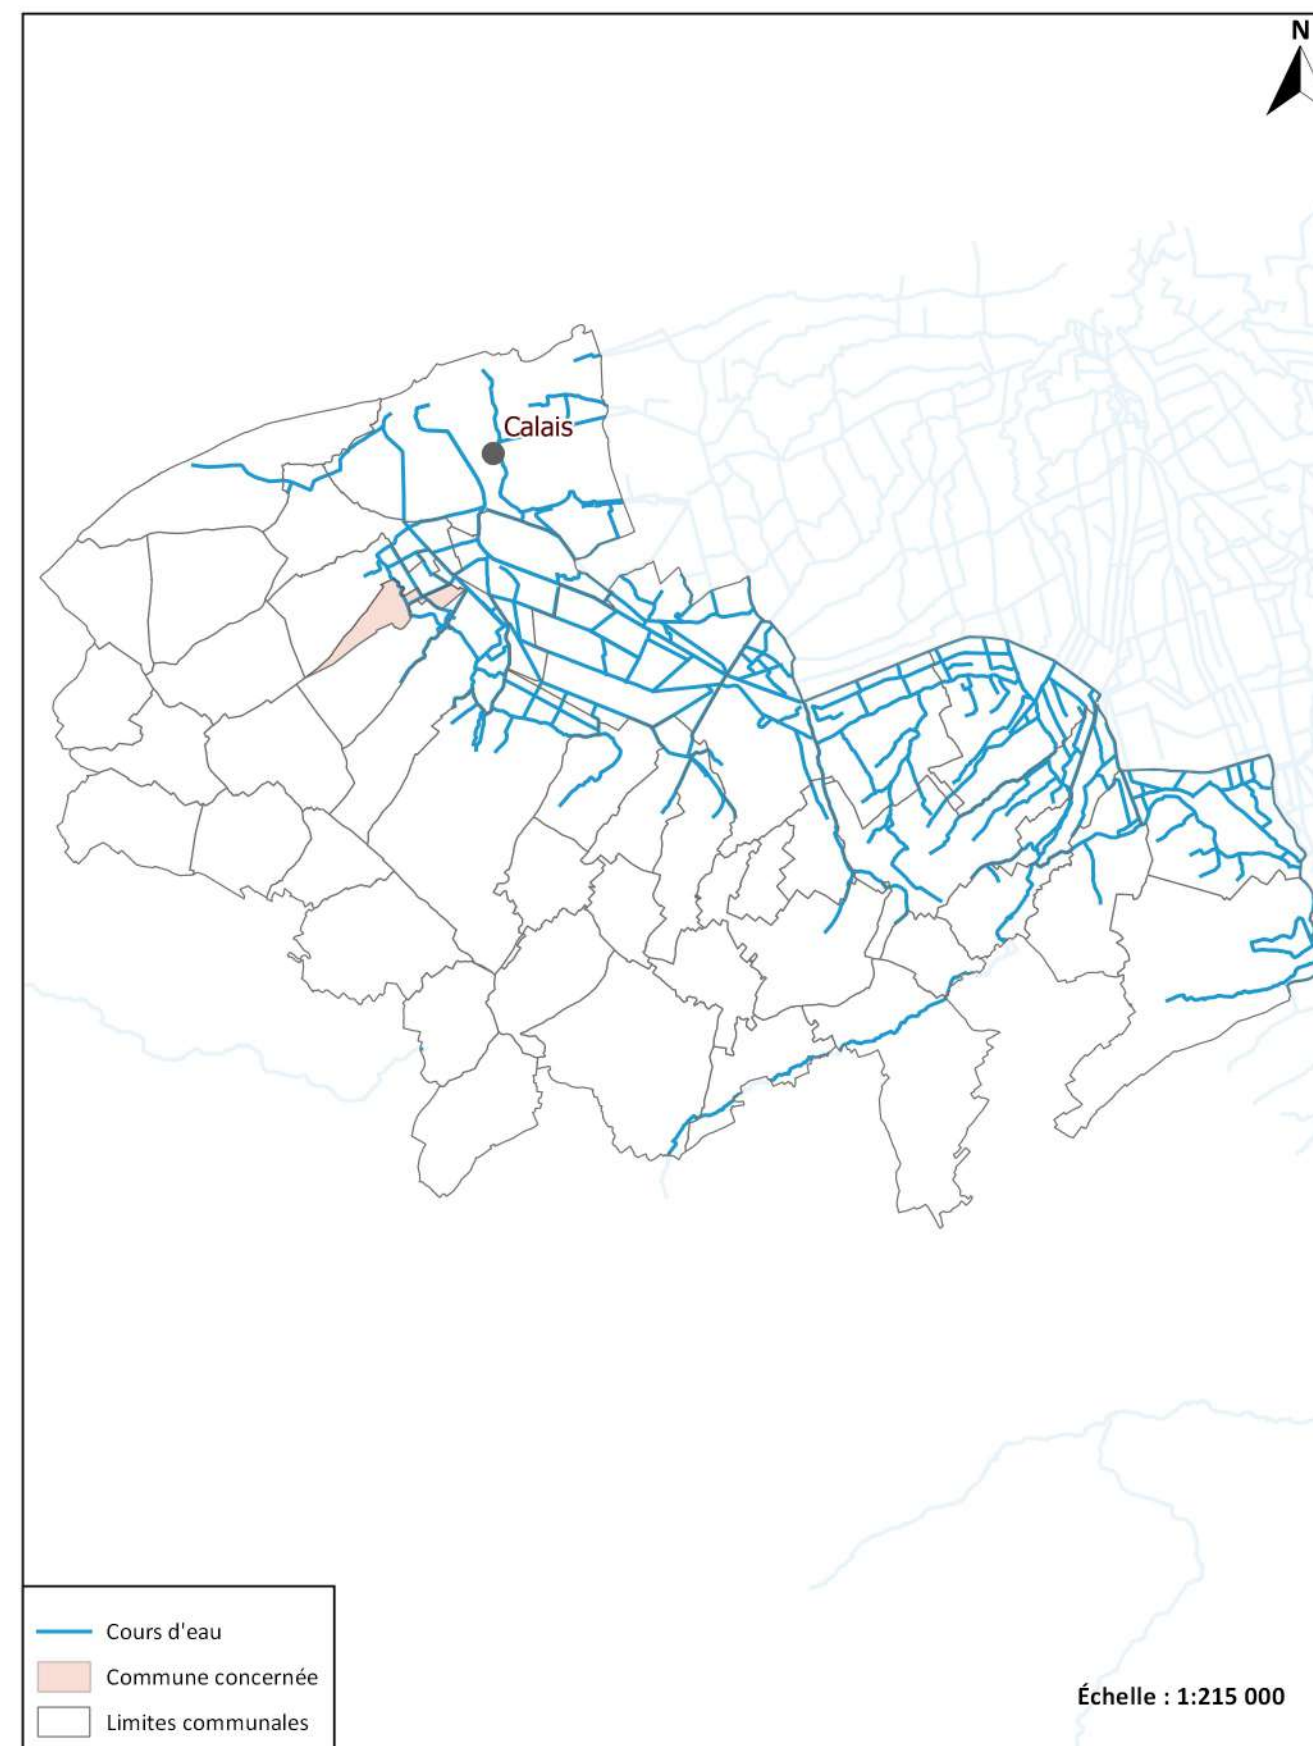 N
Calais
Cours d'eau
Commune concernée
Limites communales
Échelle : 1:215 000